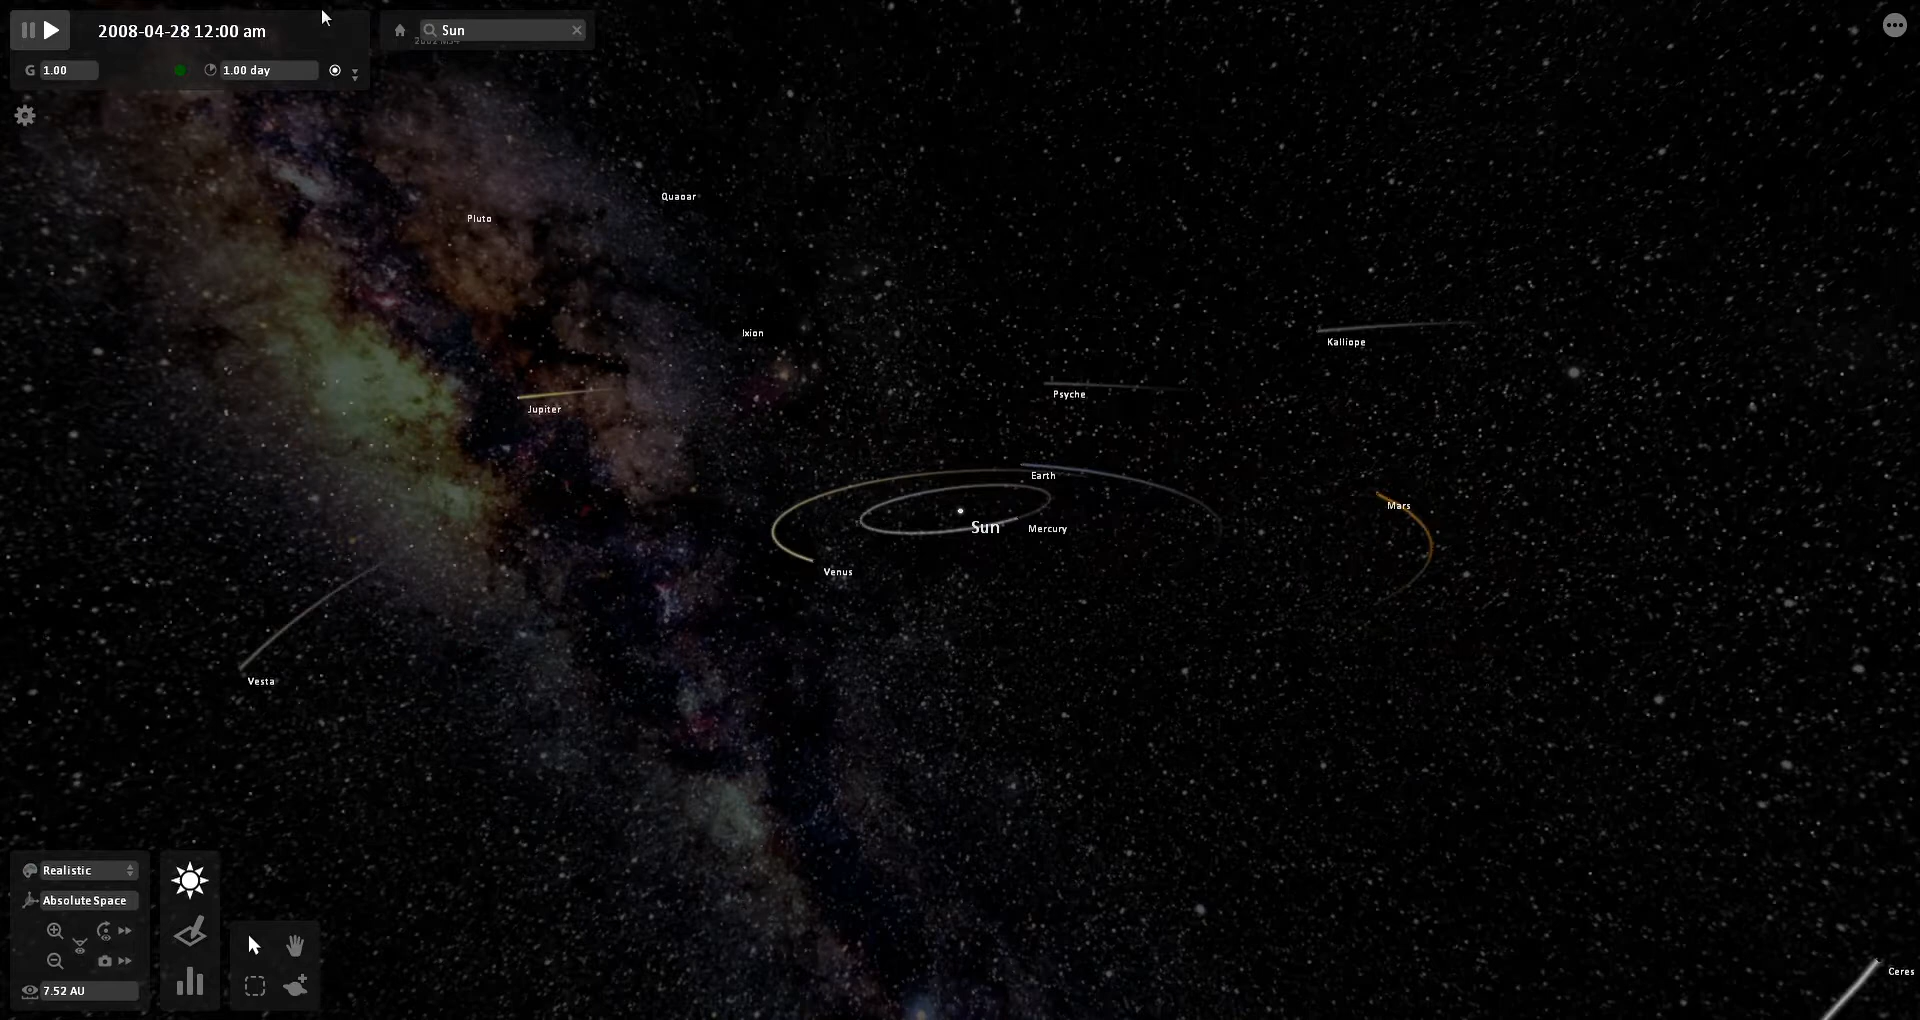 2008-04-28 12:00 am
Sun
G 1.00
1.00 day
Quaoar
Pluto
Ixion
Kalliope
Psyche
Jupiter
Earth
Mars
Sun
Mercury
Venus
Vesta
Realistic
Absolute Space
7.52 AU
Ceres